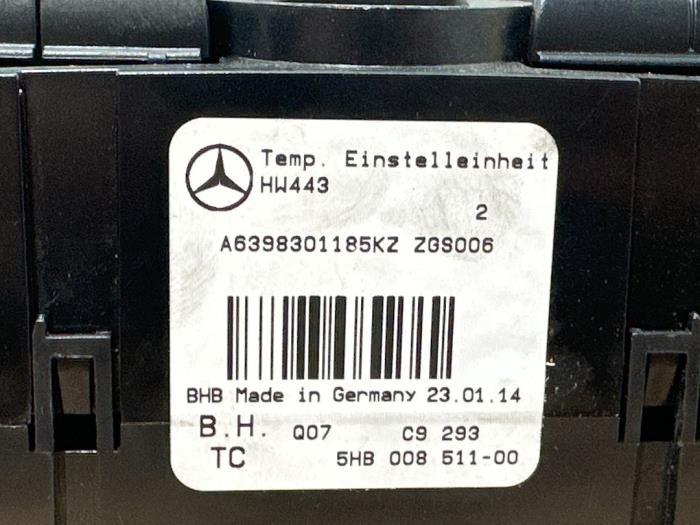 Temp. Einstelleinheit
HW443
2
A6398301185KZ ZGS006
BHB Made in Germany 23.01.14
B.H. Q07 C9 293
TC 5HB 008 511-00